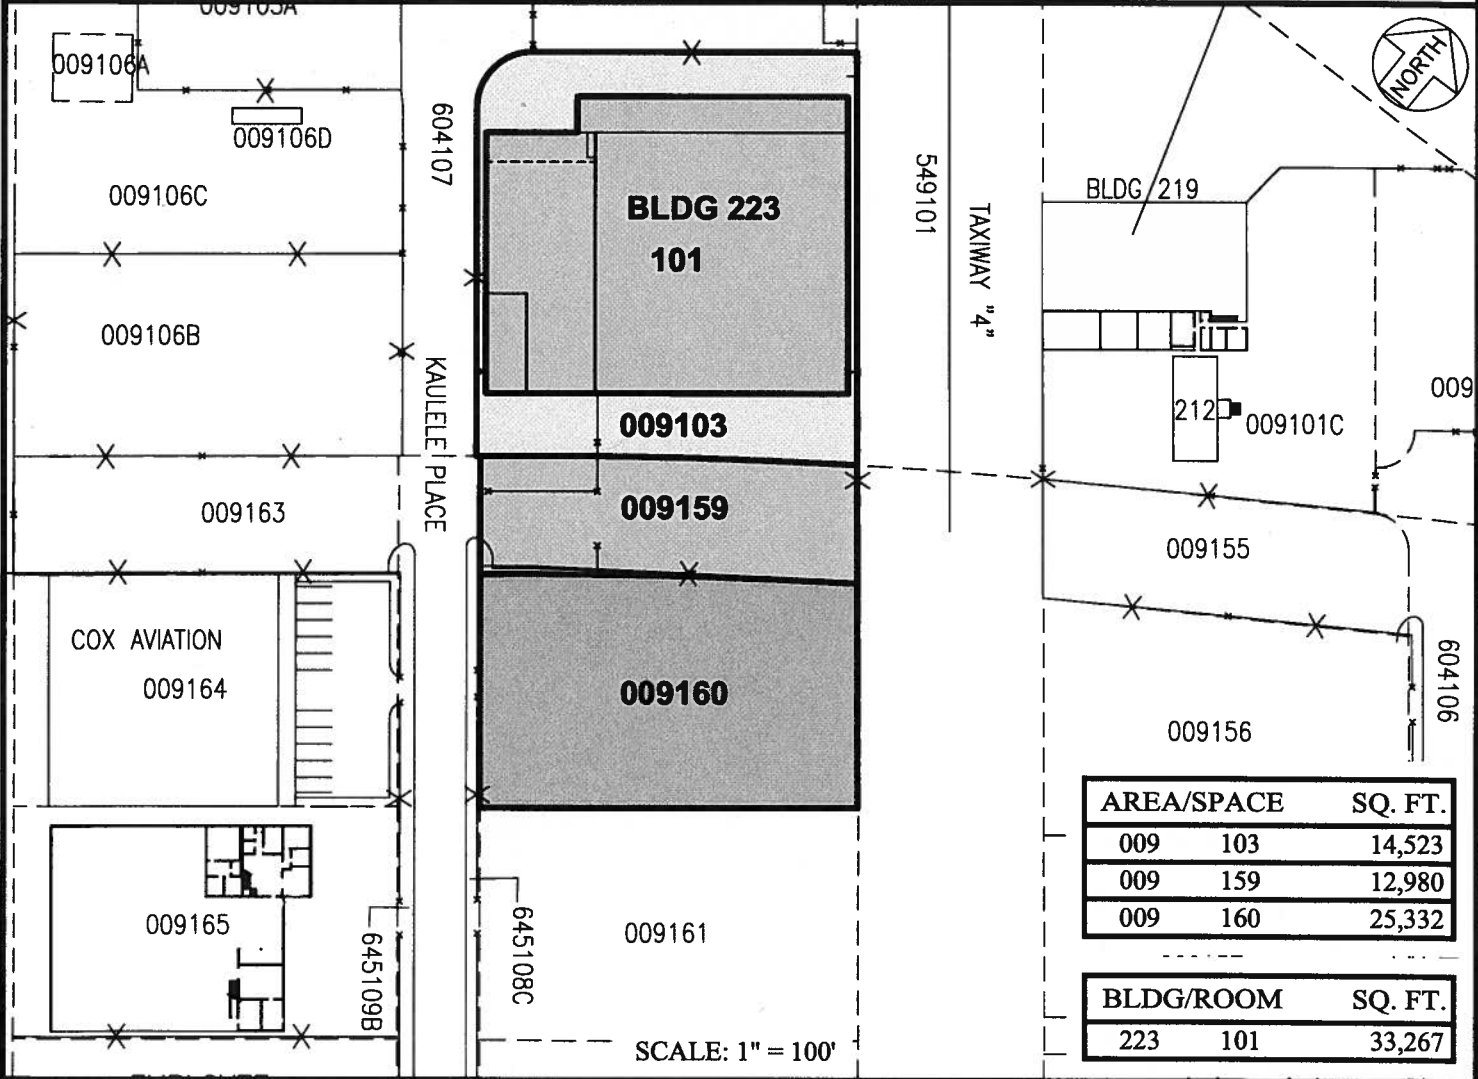 009106A
009106D
009106C
009106B
009163
COX AVIATION
009164
009165
604107
KAULELE PLACE
645109B
645108C
BLDG 223
101
009103
009159
009160
009161
SCALE: 1" = 100'
549101
TAXIWAY "4"
NORTH
BLDG 219
212
009101C
009
009155
009156
604106
AREA/SPACE SQ. FT.
009 103 14,523
009 159 12,980
009 160 25,332
BLDG/ROOM SQ. FT.
223 101 33,267